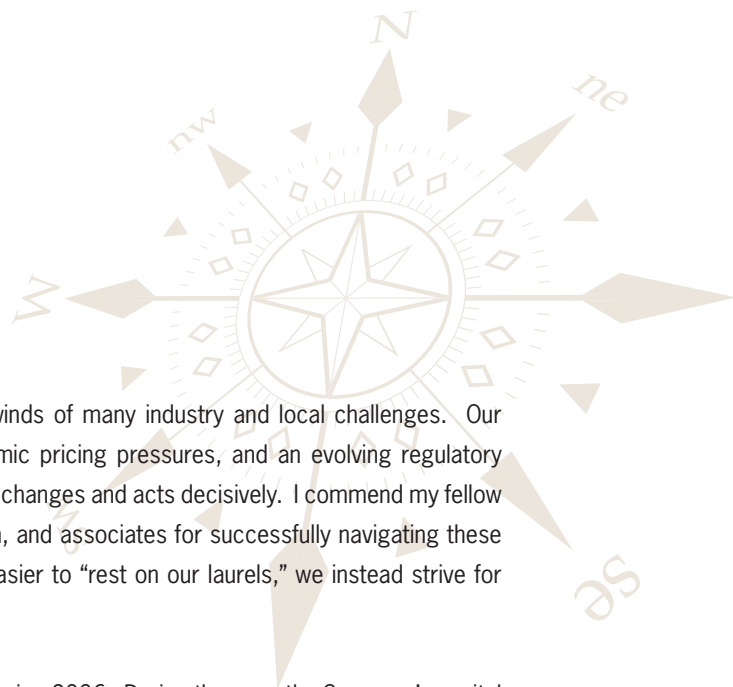 N
ne
nw
W
winds of many industry and local challenges. Our
mic pricing pressures, and an evolving regulatory
changes and acts decisively. I commend my fellow
, and associates for successfully navigating these
easier to “rest on our laurels,” we instead strive for
se